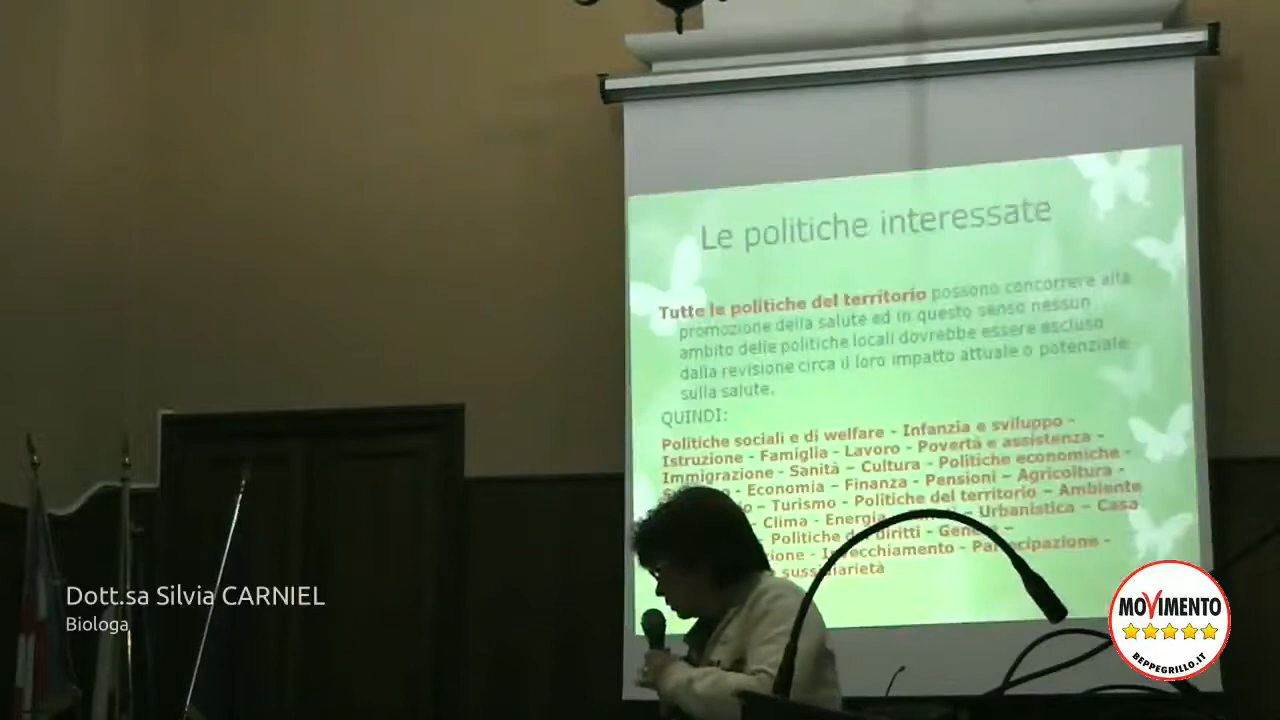 Le politiche interessate
Tutte le politiche del territorio possono concorrere alla
promozione della salute ed in questo senso nessun
ambito delle politiche locali dovrebbe essere escluso
dalla revisione circa il loro impatto attuale o potenziale
sulla salute.
QUINDI:
Politiche sociali e di welfare - Infanzia e sviluppo -
Istruzione - Famiglia - Lavoro - Povertà e assistenza -
Immigrazione - Sanità - Cultura - Politiche economiche -
- Economia - Finanza - Pensioni - Agricoltura -
- Turismo - Politiche del territorio - Ambiente
- Clima - Energia - Urbanistica - Casa
- Politiche diritti -
- Invecchiamento - Partecipazione -
sussidiarietà
Dott.sa Silvia CARNIEL
Biologa
MOVIMENTO
BEPPEGRILLO.IT